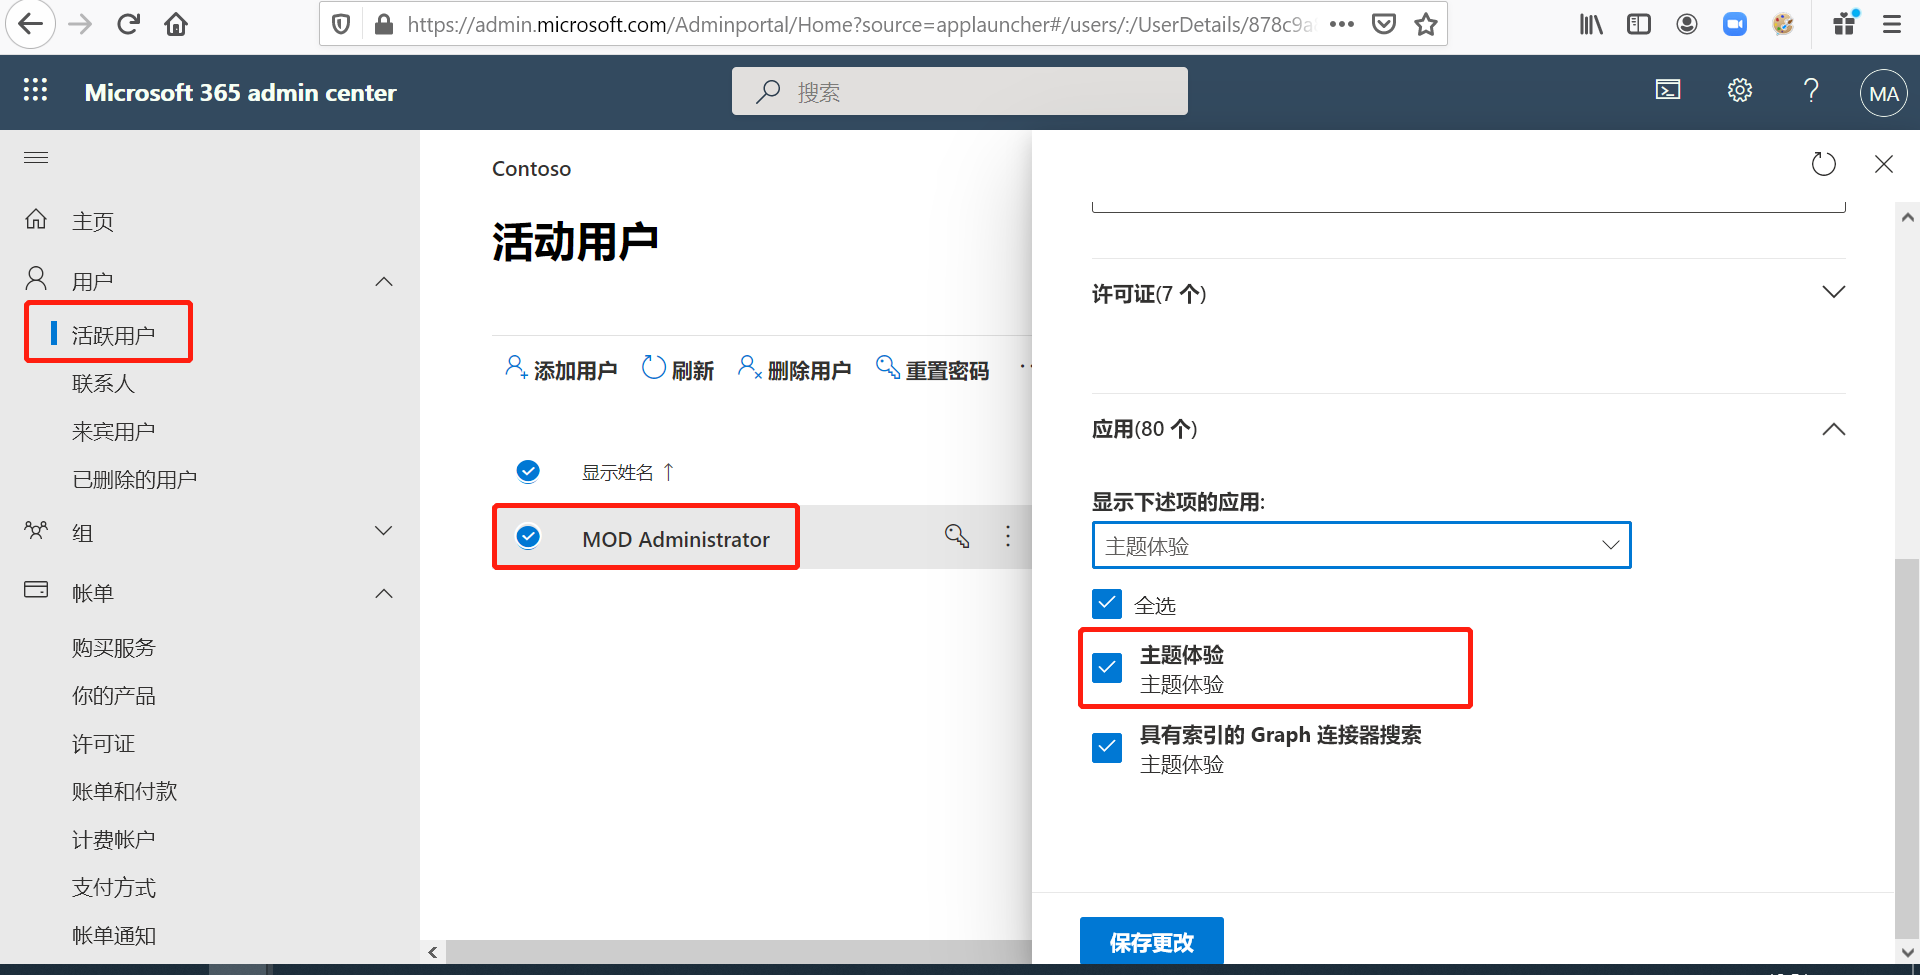 https://admin.microsoft.com/Adminportal/Home?source=applauncher#/users/:/UserDetails/878c9a
Microsoft 365 admin center
搜索
MA
主页
用户
活跃用户
联系人
来宾用户
已删除的用户
组
帐单
购买服务
你的产品
许可证
账单和付款
计费帐户
支付方式
帐单通知
Contoso
活动用户
添加用户
刷新
删除用户
重置密码
显示姓名 ↑
MOD Administrator
许可证(7 个)
应用(80 个)
显示下述项的应用:
主题体验
全选
主题体验
主题体验
具有索引的 Graph 连接器搜索
主题体验
保存更改